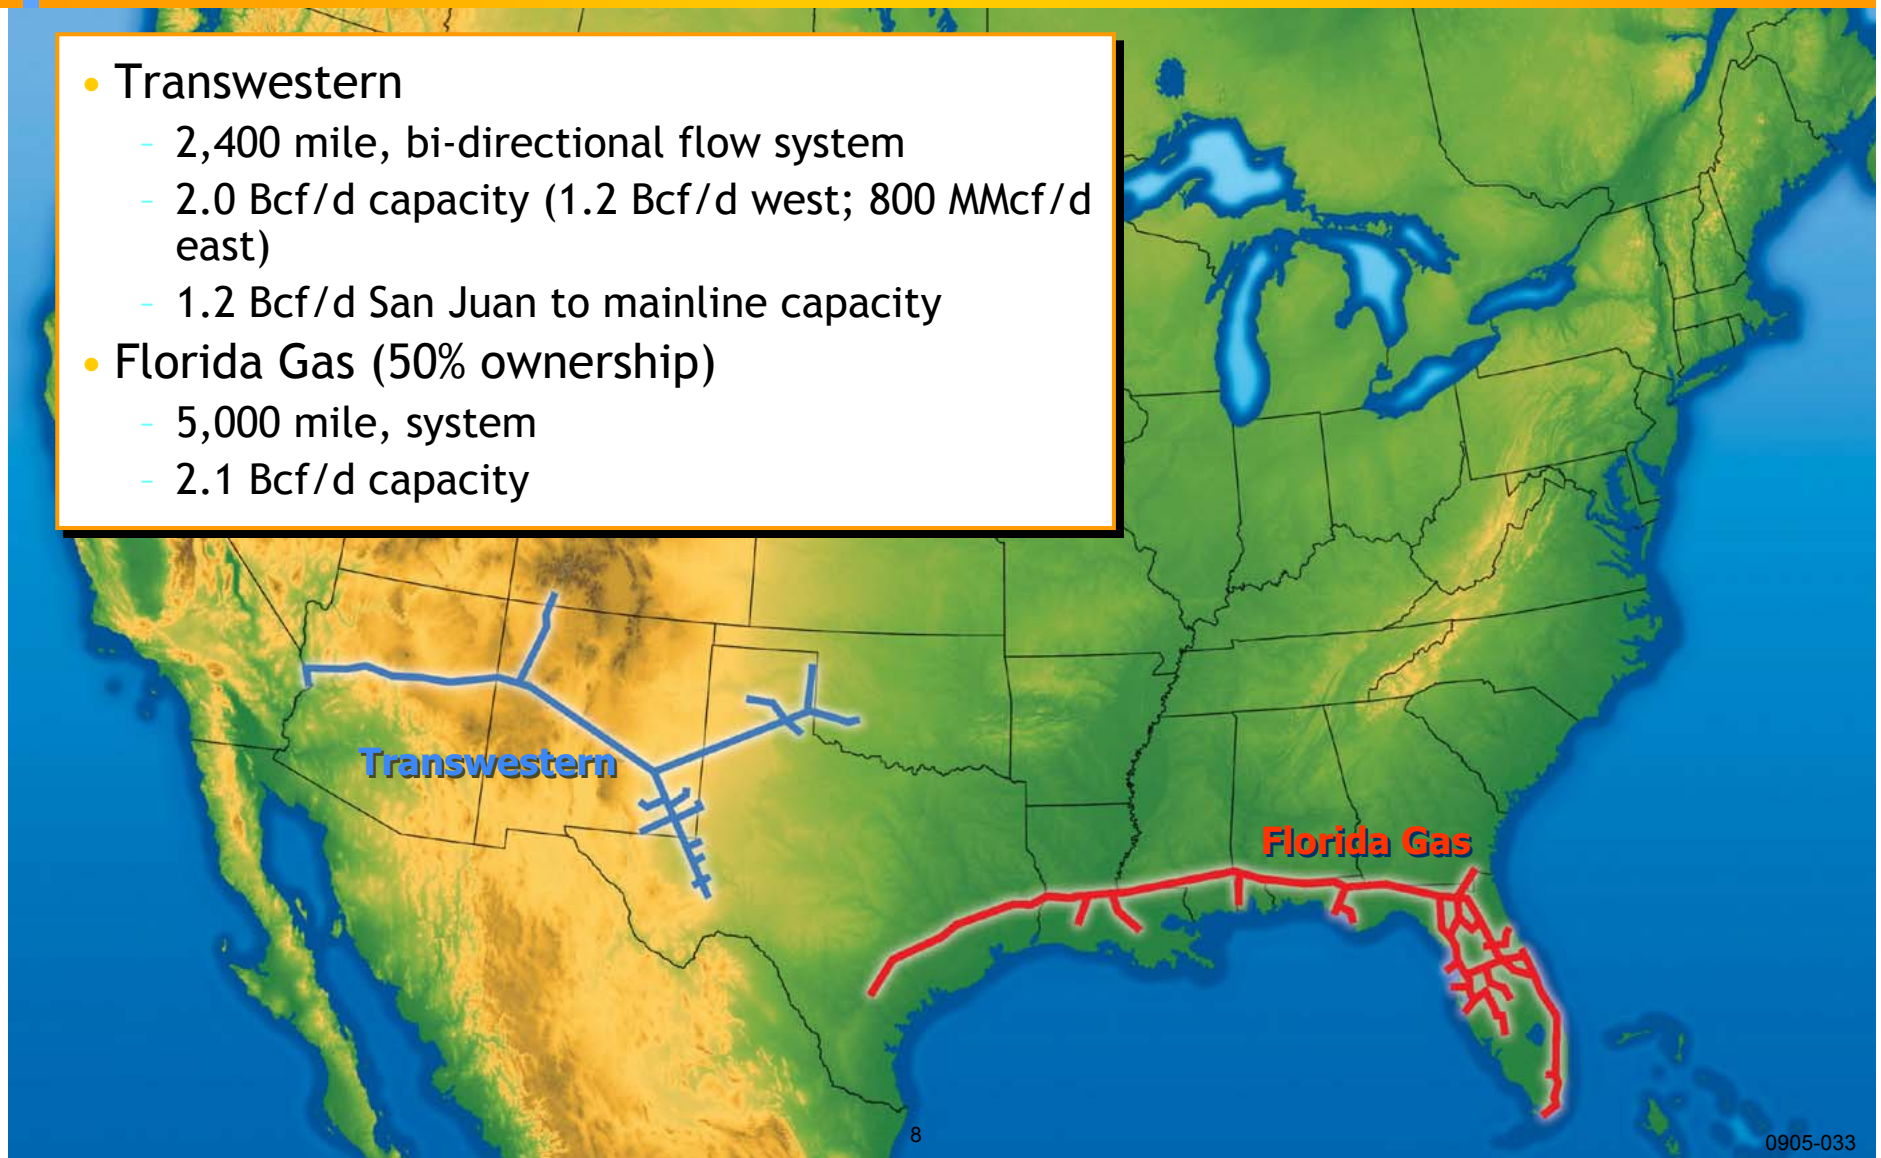 • Transwestern
– 2,400 mile, bi-directional flow system
– 2.0 Bcf/d capacity (1.2 Bcf/d west; 800 MMcf/d
east)
– 1.2 Bcf/d San Juan to mainline capacity
• Florida Gas (50% ownership)
– 5,000 mile, system
– 2.1 Bcf/d capacity
Transwestern
Florida Gas
8
0905-033